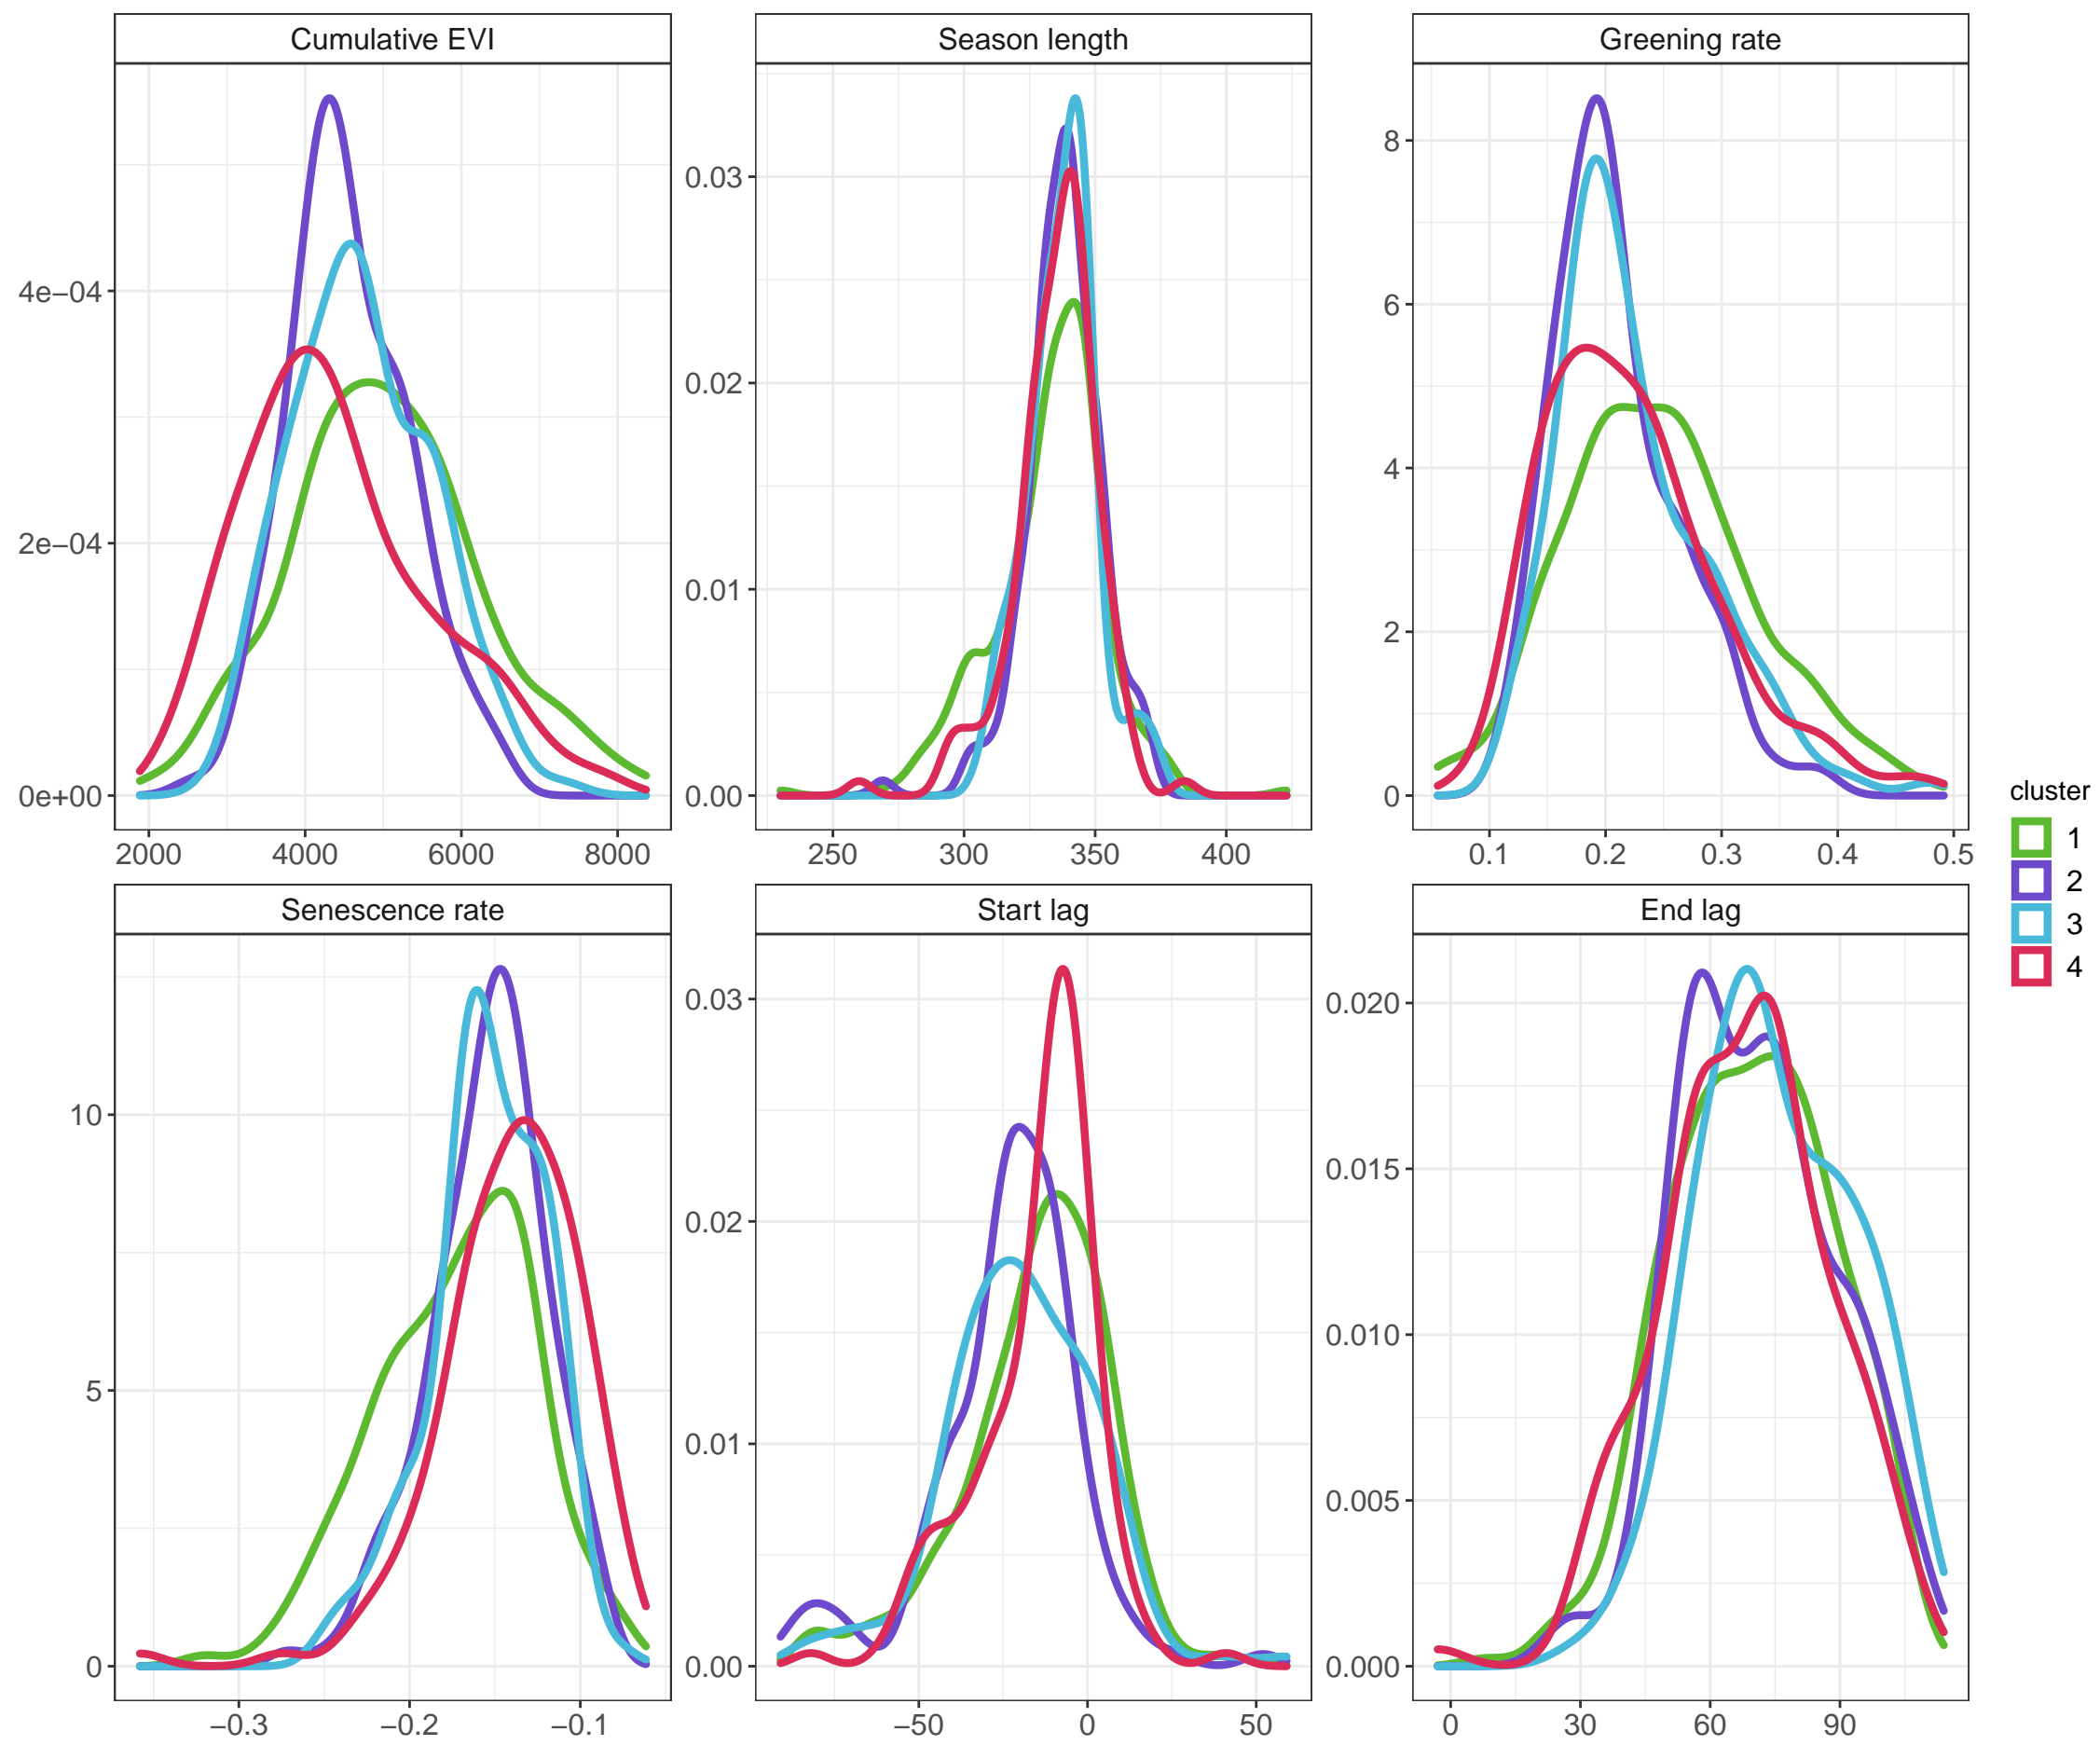 Cumulative EVI
Season length
Greening rate
4e−04
2e−04
0e+00
2000 4000 6000 8000
0.03
0.02
0.01
0.00
250 300 350 400
8
6
4
2
0
0.1 0.2 0.3 0.4 0.5
Senescence rate
Start lag
End lag
10
5
0
−0.3 −0.2 −0.1
0.03
0.02
0.01
0.00
−50 0 50
0.020
0.015
0.010
0.005
0.000
0 30 60 90
cluster
1
2
3
4